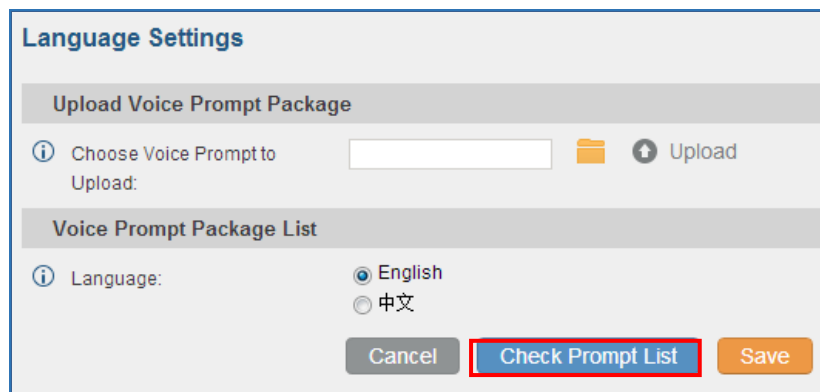 Language Settings
Upload Voice Prompt Package
Choose Voice Prompt to
Upload:
Upload
Voice Prompt Package List
Language:
English
中文
Cancel
Check Prompt List
Save